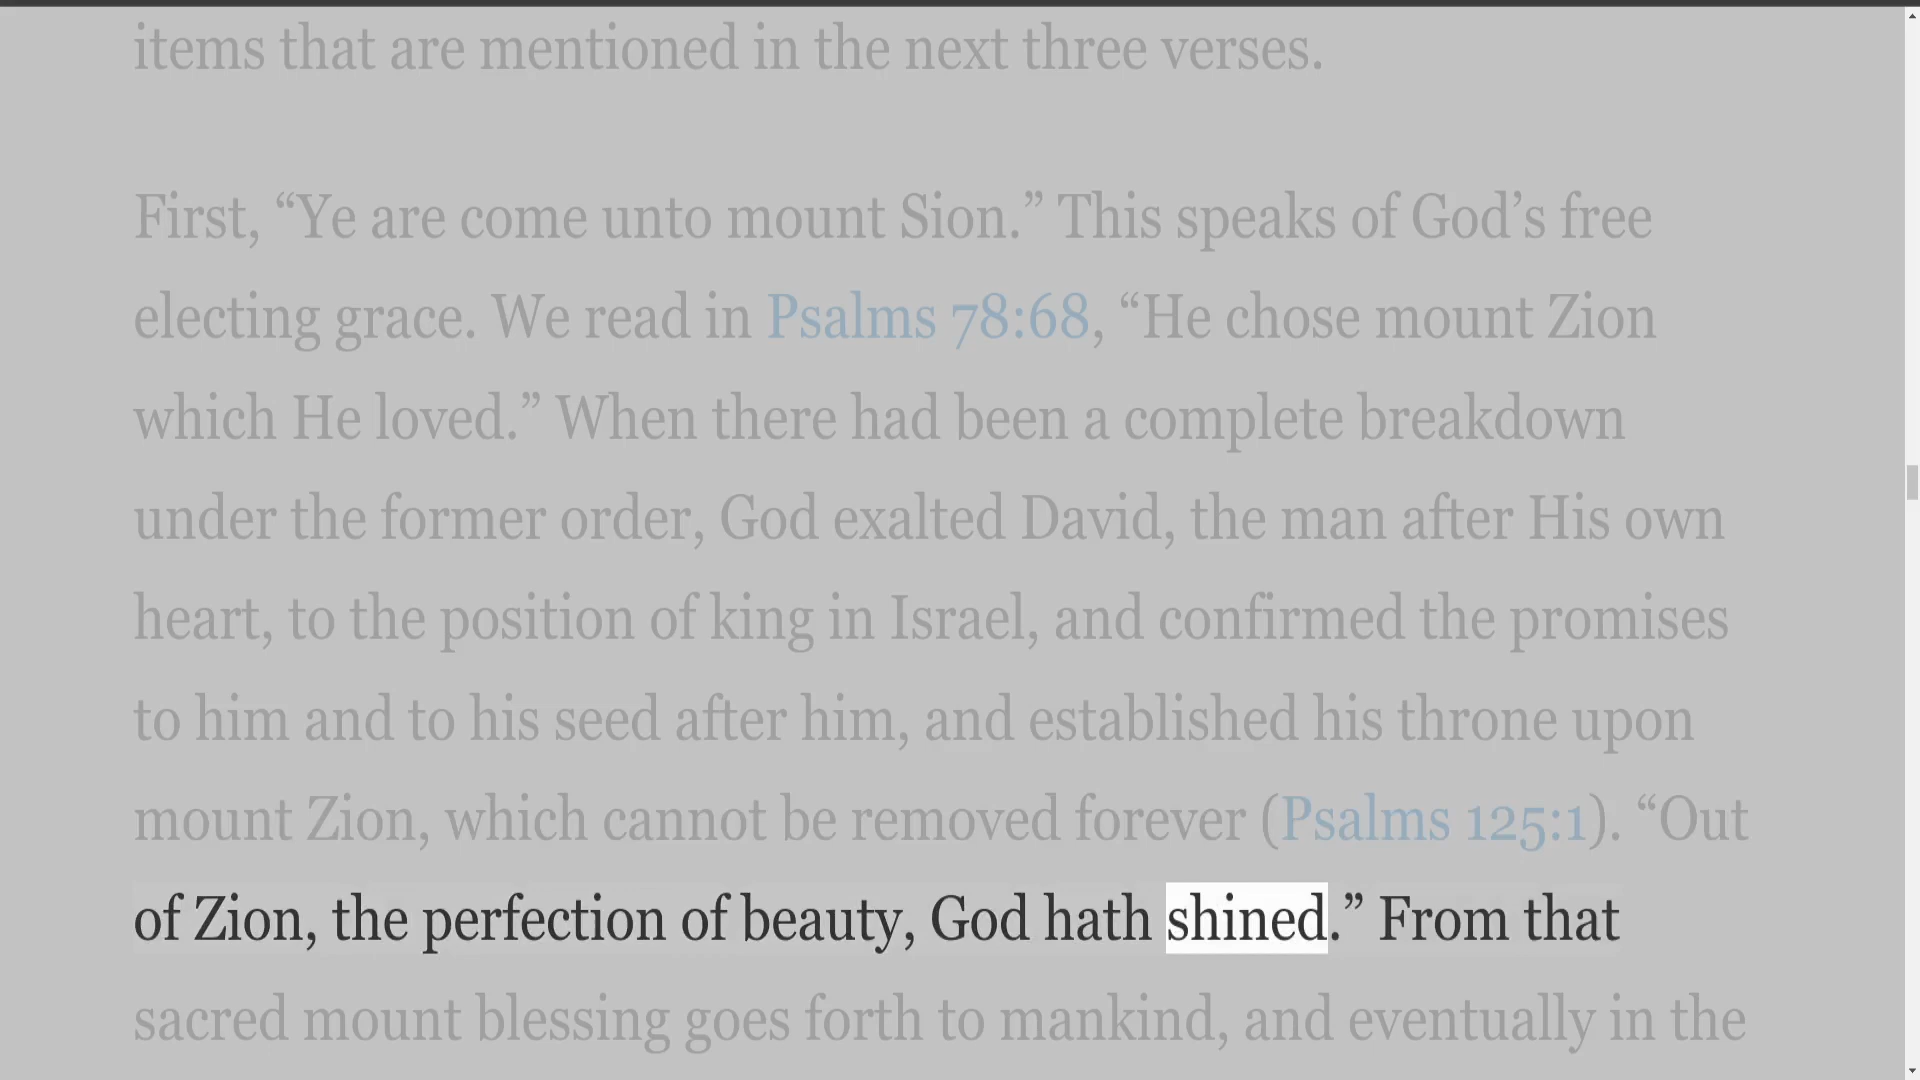 items that are mentioned in the next three verses.
First, “Ye are come unto mount Sion.” This speaks of God’s free
electing grace. We read in Psalms 78:68, “He chose mount Zion
which He loved.” When there had been a complete breakdown
under the former order, God exalted David, the man after His own
heart, to the position of king in Israel, and confirmed the promises
to him and to his seed after him, and established his throne upon
mount Zion, which cannot be removed forever (Psalms 125:1). “Out
of Zion, the perfection of beauty, God hath shined.” From that
sacred mount blessing goes forth to mankind, and eventually in the